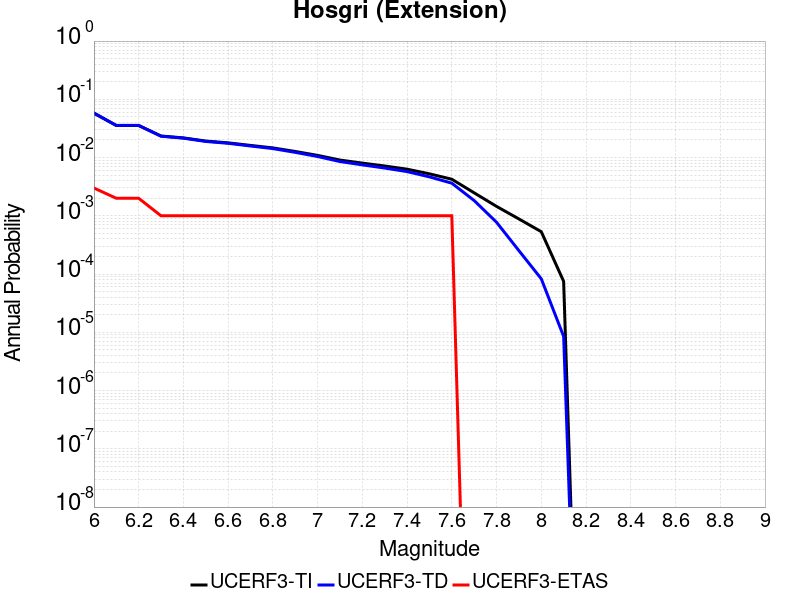 Hosgri (Extension)
10^0
10^-1
10^-2
10^-3
10^-4
10^-5
10^-6
10^-7
10^-8
Annual Probability
6 6.2 6.4 6.6 6.8 7 7.2 7.4 7.6 7.8 8 8.2 8.4 8.6 8.8 9
Magnitude
UCERF3-TI UCERF3-TD UCERF3-ETAS